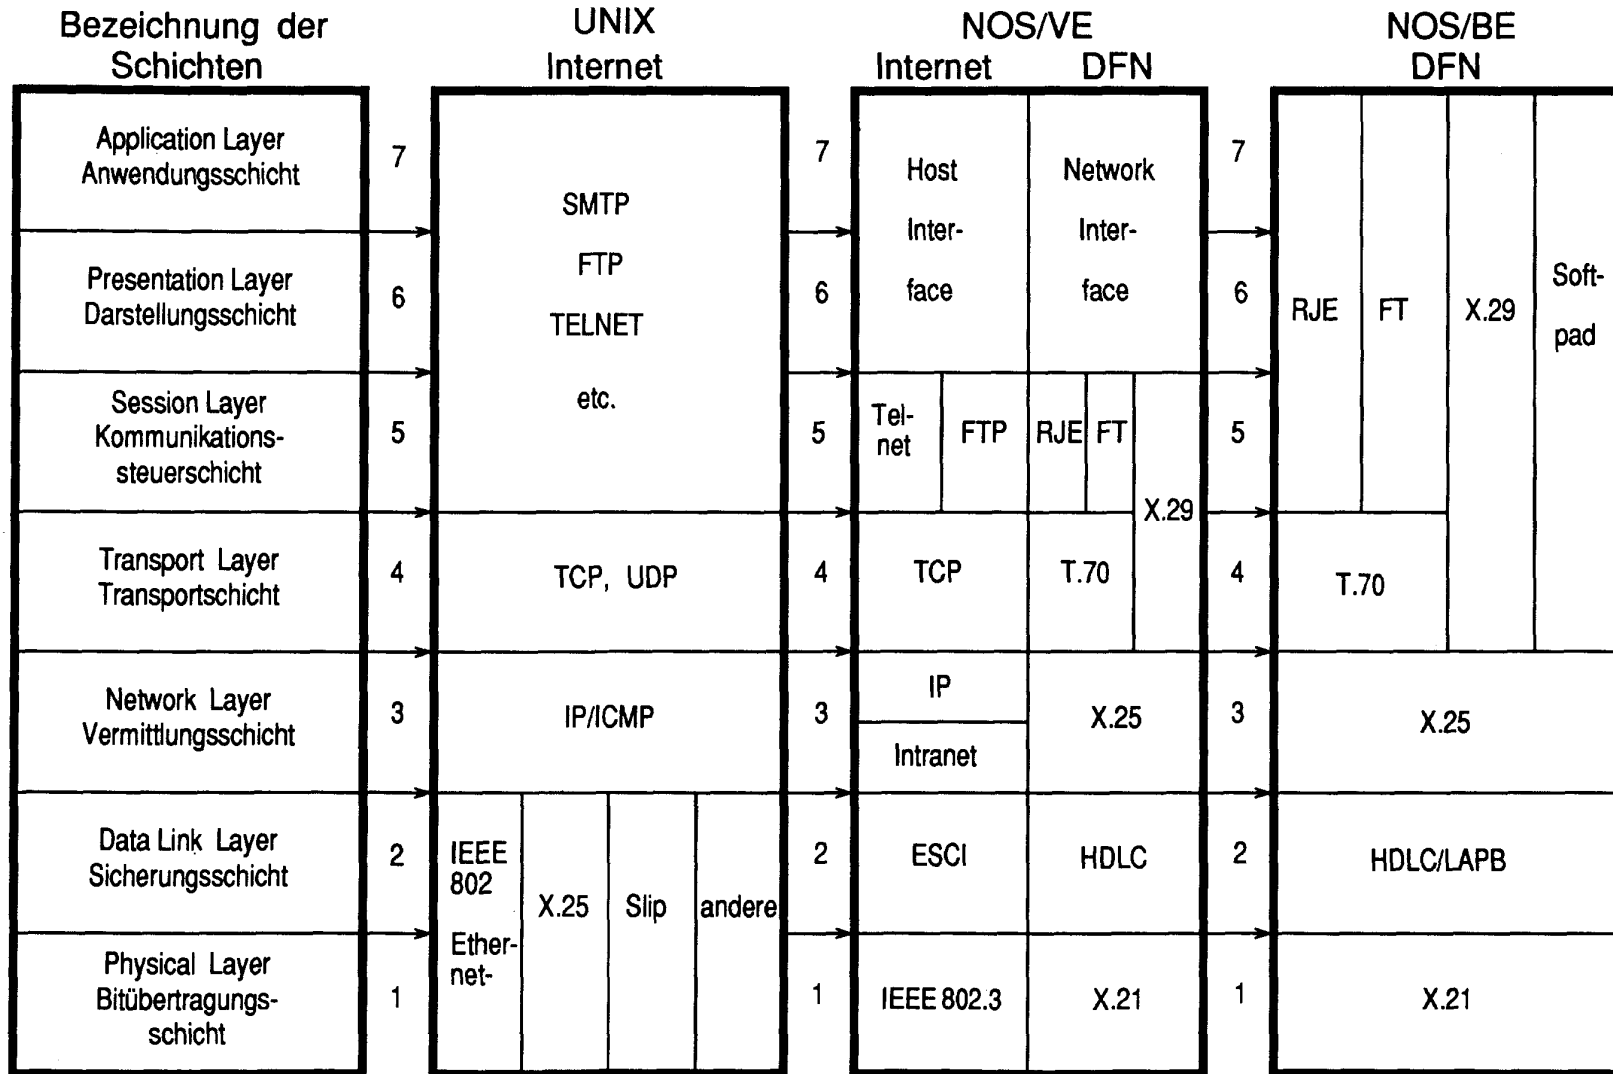 Bezeichnung der
Schichten
UNIX
Internet
NOS/VE
Internet DFN
NOS/BE
DFN
Application Layer
Anwendungsschicht
7
Presentation Layer
Darstellungsschicht
6
Session Layer
Kommunikations-
steuerschicht
5
Transport Layer
Transportschicht
4
Network Layer
Vermittlungsschicht
3
Data Link Layer
Sicherungsschicht
2
Physical Layer
Bitübertragungs-
schicht
1
SMTP
FTP
TELNET
etc.
TCP, UDP
IP/ICMP
IEEE
802
Ether-
net-
X.25
Slip
andere
7
6
5
4
3
2
1
Host
Inter-
face
Network
Inter-
face
Tel-
net
FTP
RJE
FT
X.29
TCP
T.70
IP
Intranet
X.25
ESCI
HDLC
IEEE 802.3
X.21
7
6
5
4
3
2
1
RJE
FT
X.29
Soft-
pad
T.70
X.25
HDLC/LAPB
X.21